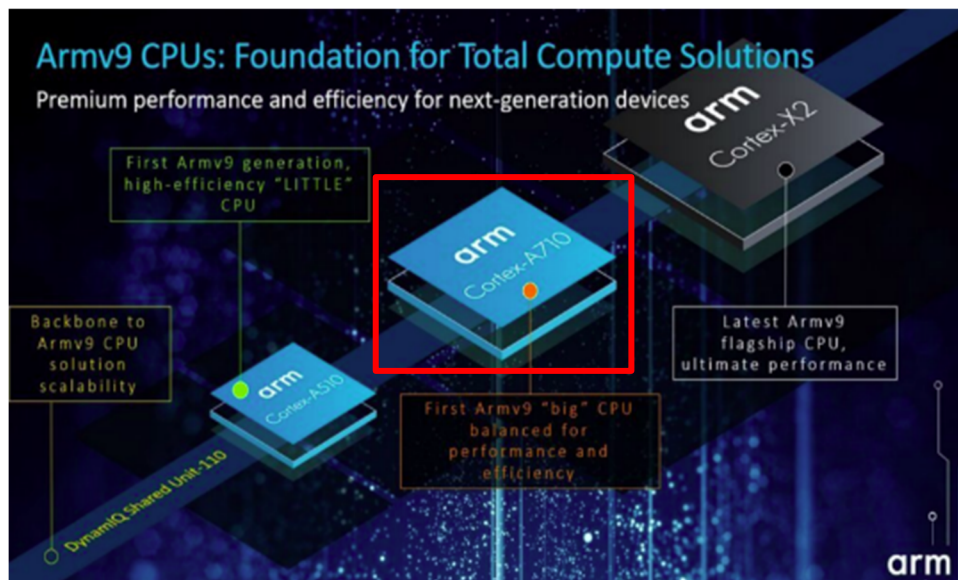 Armv9 CPUs: Foundation for Total Compute Solutions
Premium performance and efficiency for next-generation devices
arm
Cortex-X2
First Armv9 generation,
high-efficiency “LITTLE”
CPU
arm
Cortex-A710
Backbone to
Armv9 CPU
solution
scalability
Latest Armv9
flagship CPU,
ultimate performance
arm
Cortex-A510
First Armv9 “big” CPU
balanced for
performance and
efficiency
DynamIQ Shared Unit-110
arm